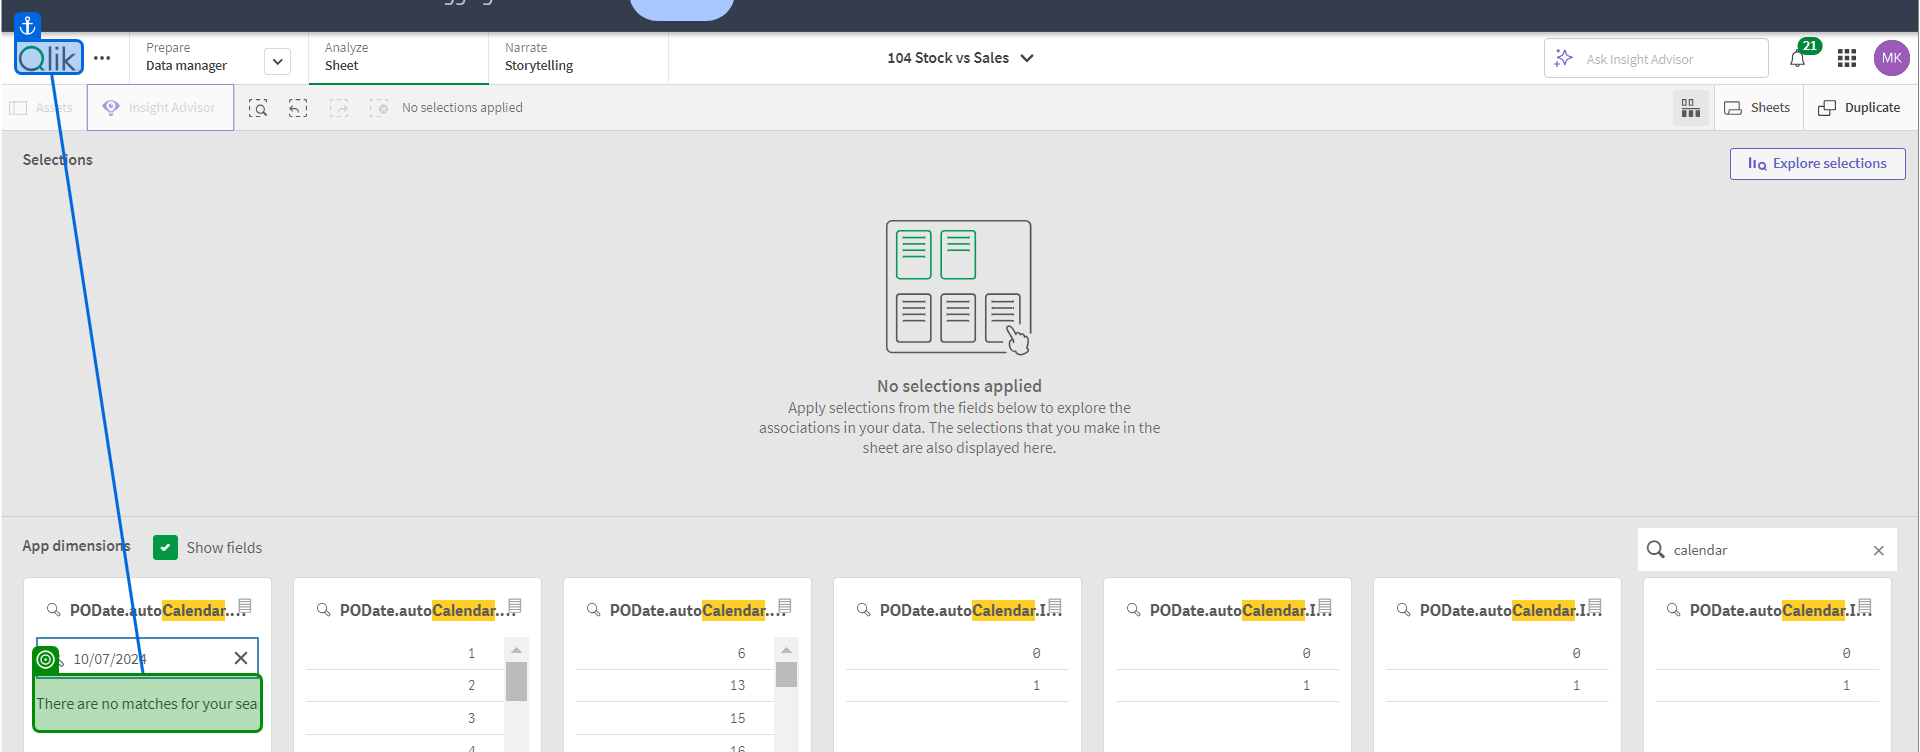 Qlik
Prepare
Data manager
Analyze
Sheet
Narrate
Storytelling
104 Stock vs Sales
Ask Insight Advisor
21
MK
Assets
Insight Advisor
No selections applied
Sheets
Duplicate
Selections
Explore selections
No selections applied
Apply selections from the fields below to explore the
associations in your data. The selections that you make in the
sheet are also displayed here.
App dimensions
Show fields
calendar
PODate.autoCalendar....
PODate.autoCalendar....
PODate.autoCalendar....
PODate.autoCalendar.I...
PODate.autoCalendar.I...
PODate.autoCalendar.I...
PODate.autoCalendar.I...
10/07/2024
There are no matches for your sea
1
2
3
4
6
13
15
16
0
1
0
1
0
1
0
1